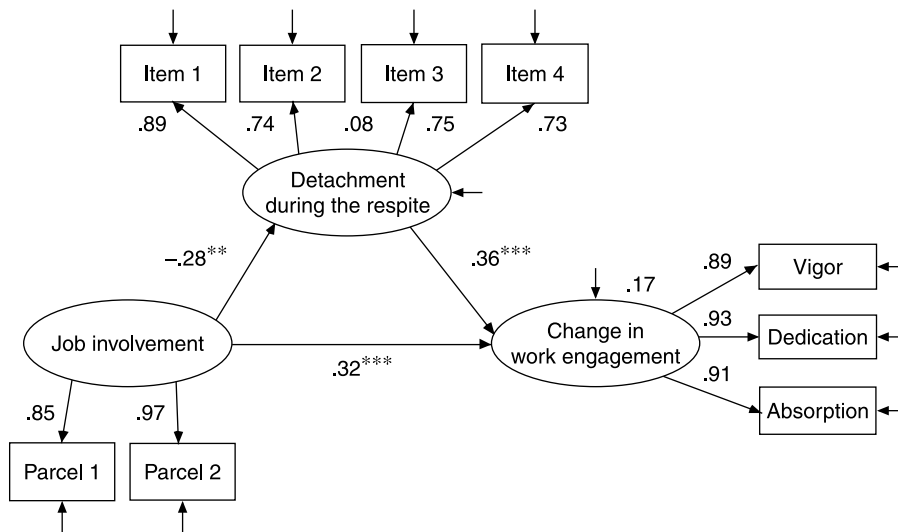 Item 1 Item 2 Item 3 Item 4
.89 .74 .08 .75 .73
Detachment
during the respite
–.28** .36***
.17 .89 Vigor
Job involvement .32*** Change in
work engagement .93 Dedication
.91 Absorption
.85 .97
Parcel 1 Parcel 2